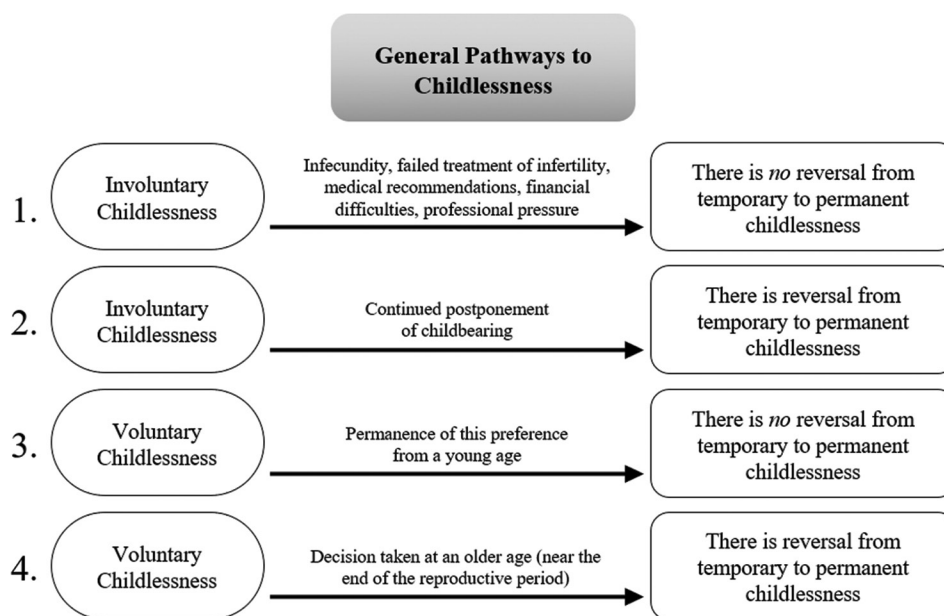 General Pathways to
Childlessness
1.
Involuntary
Childlessness
Infecundity, failed treatment of infertility,
medical recommendations, financial
difficulties, professional pressure
There is no reversal from
temporary to permanent
childlessness
2.
Involuntary
Childlessness
Continued postponement
of childbearing
There is reversal from
temporary to permanent
childlessness
3.
Voluntary
Childlessness
Permanence of this preference
from a young age
There is no reversal from
temporary to permanent
childlessness
4.
Voluntary
Childlessness
Decision taken at an older age (near the
end of the reproductive period)
There is reversal from
temporary to permanent
childlessness